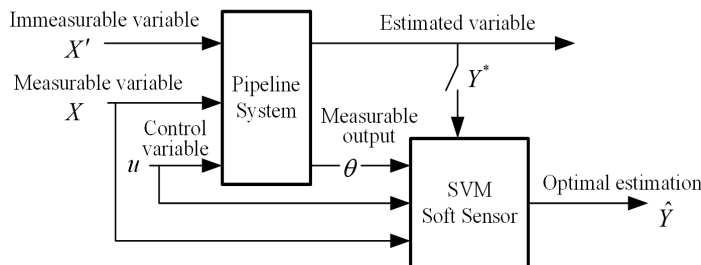 Immeasurable variable
X′
Estimated variable
Measurable variable
X
Pipeline
System
Y*
Control
variable
u
Measurable
output
θ
SVM
Soft Sensor
Optimal estimation
Ŷ